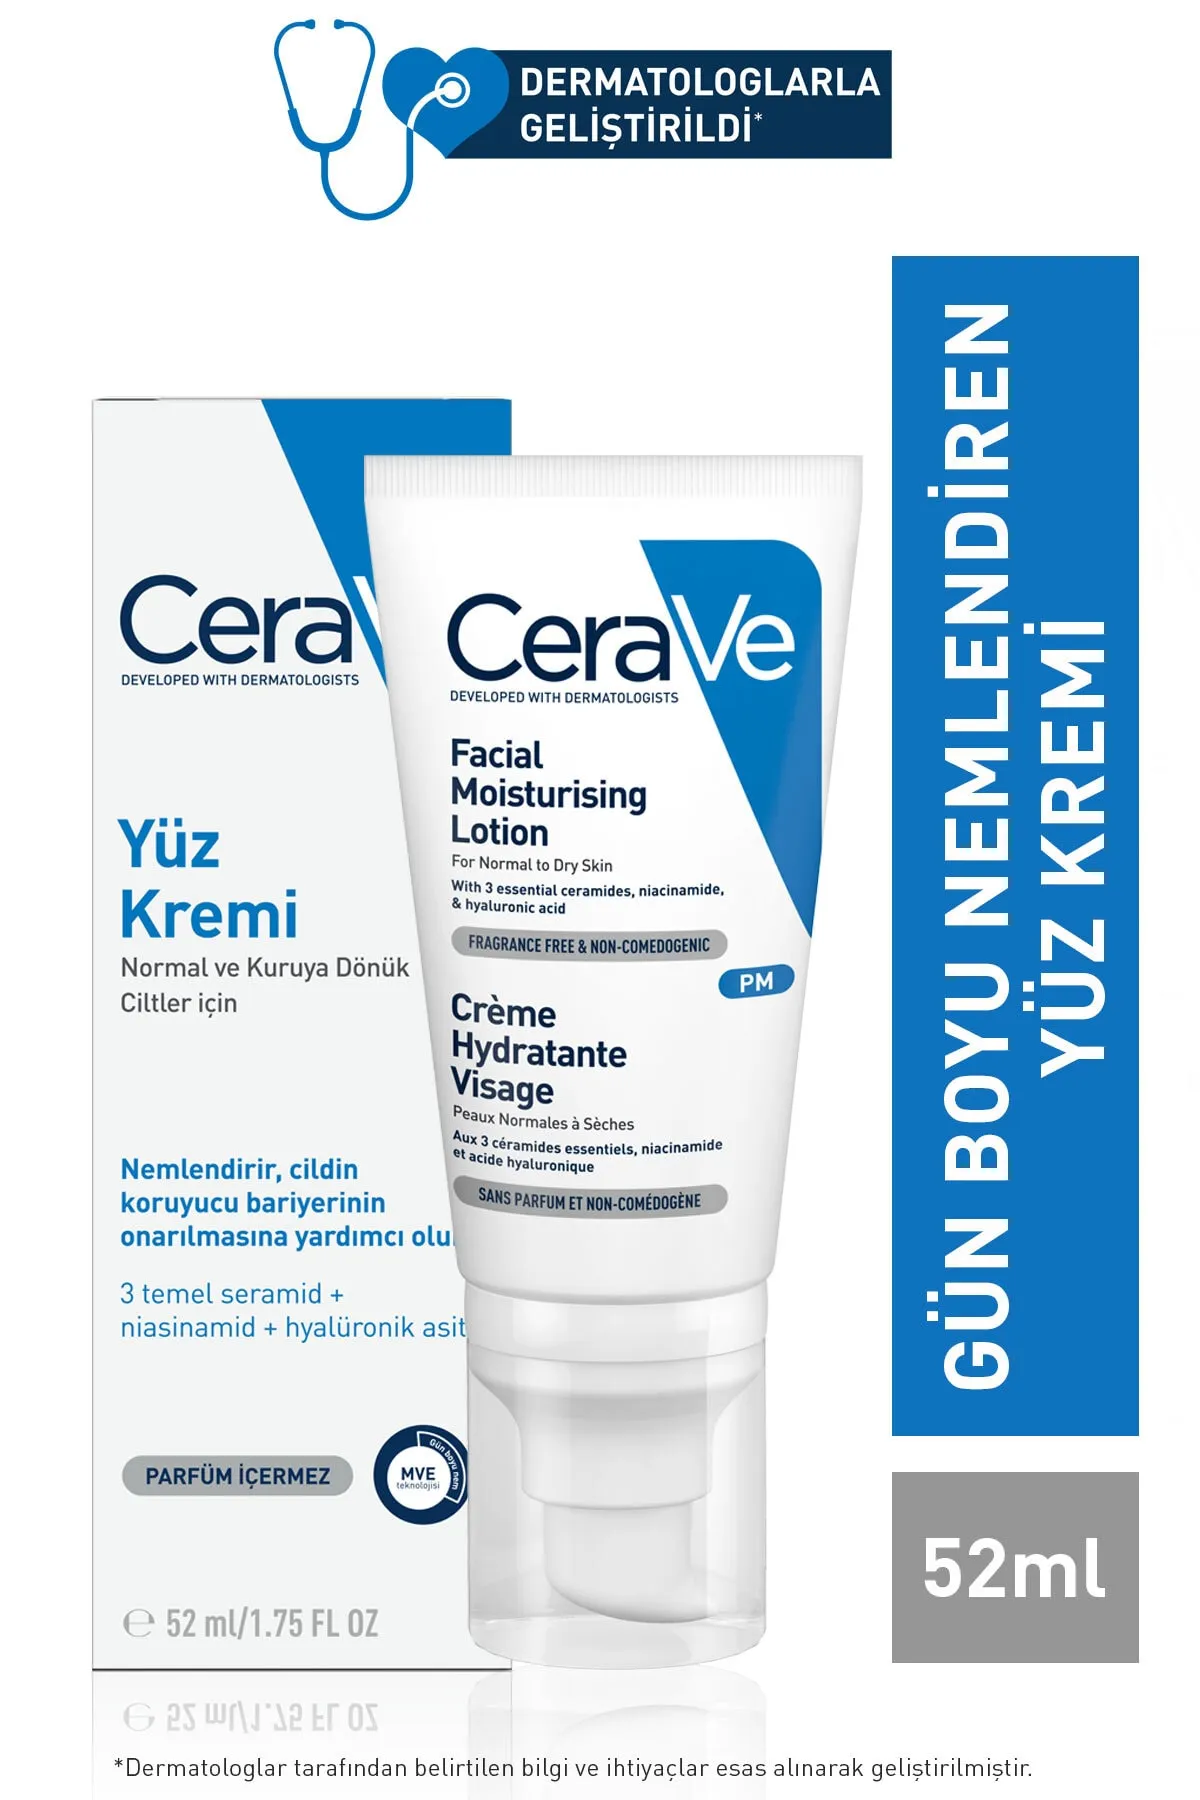 DERMATOLOGLARLA
GELİŞTİRİLDİ*
GÜN BOYU NEMLENDİREN
YÜZ KREMİ
52ml
Cera
DEVELOPED WITH DERMATOLOGISTS
Yüz
Kremi
Normal ve Kuruya Dönük
Ciltler için
Nemlendirir, cildin
koruyucu bariyerinin
onarılmasına yardımcı olu
3 temel seramid +
niasinamid + hyalüronik asit
PARFÜM İÇERMEZ
Gün boyu nem
MVE
teknolojisi
℮ 52 ml/1.75 FL OZ
CeraVe
DEVELOPED WITH DERMATOLOGISTS
Facial
Moisturising
Lotion
For Normal to Dry Skin
With 3 essential ceramides, niacinamide,
& hyaluronic acid
FRAGRANCE FREE & NON-COMEDOGENIC
PM
Crème
Hydratante
Visage
Peaux Normales à Sèches
Aux 3 céramides essentiels, niacinamide
et acide hyaluronique
SANS PARFUM ET NON-COMÉDOGÈNE
*Dermatologlar tarafından belirtilen bilgi ve ihtiyaçlar esas alınarak geliştirilmiştir.